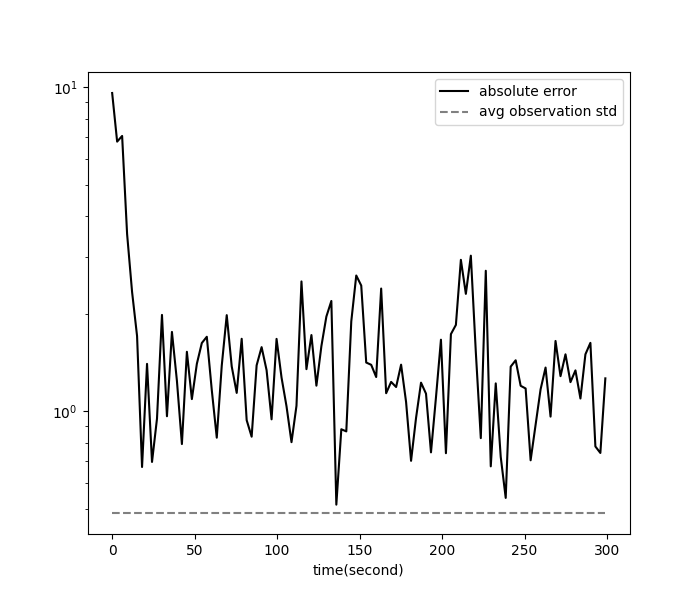 absolute error
avg observation std
10¹
10⁰
0 50 100 150 200 250 300
time(second)